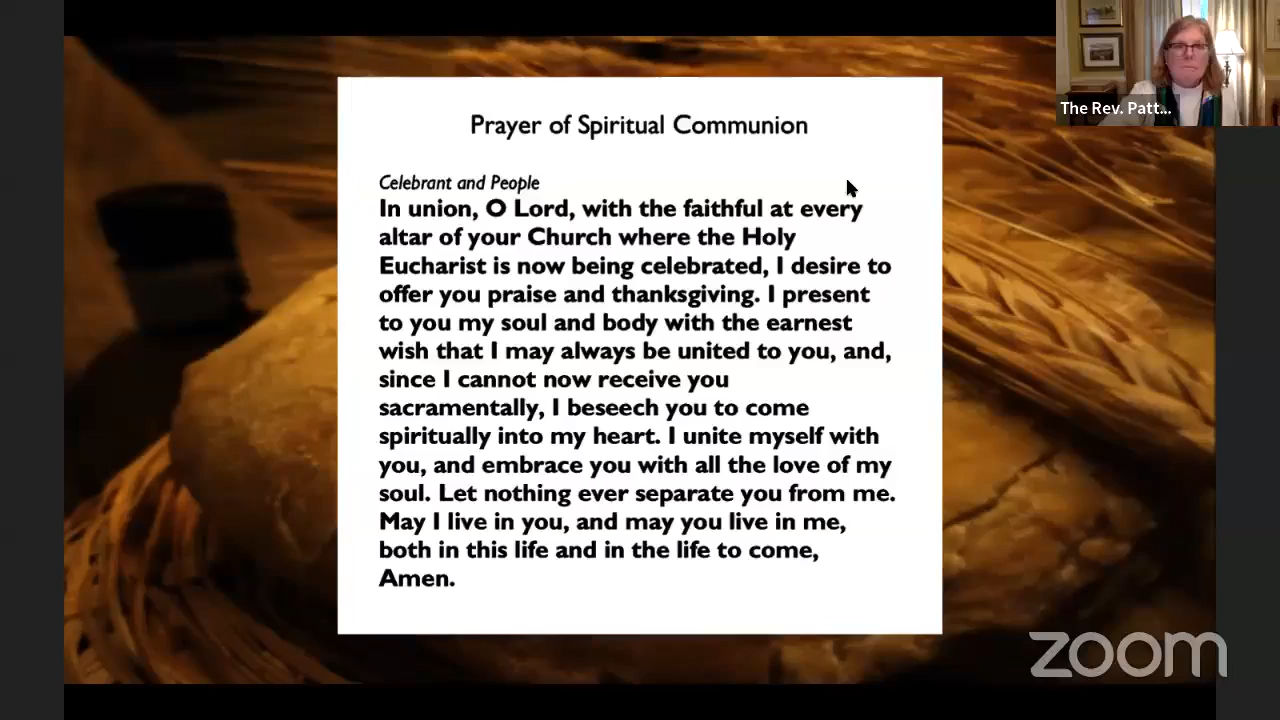 The Rev. Patt...
Prayer of Spiritual Communion
Celebrant and People
In union, O Lord, with the faithful at every
altar of your Church where the Holy
Eucharist is now being celebrated, I desire to
offer you praise and thanksgiving. I present
to you my soul and body with the earnest
wish that I may always be united to you, and,
since I cannot now receive you
sacramentally, I beseech you to come
spiritually into my heart. I unite myself with
you, and embrace you with all the love of my
soul. Let nothing ever separate you from me.
May I live in you, and may you live in me,
both in this life and in the life to come,
Amen.
zoom